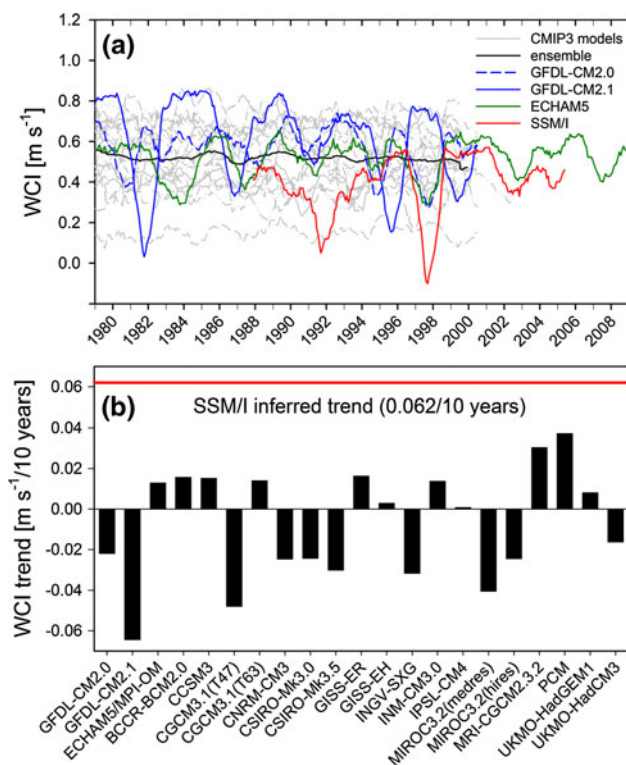 (a)
CMIP3 models
ensemble
GFDL-CM2.0
GFDL-CM2.1
ECHAM5
SSM/I
WCI [m s⁻¹]
1.2
1.0
0.8
0.6
0.4
0.2
0.0
1980 1982 1984 1986 1988 1990 1992 1994 1996 1998 2000 2002 2004 2006 2008
(b)
SSM/I inferred trend (0.062/10 years)
WCI trend [m s⁻¹/10 years]
0.06
0.04
0.02
0.00
-0.02
-0.04
-0.06
GFDL-CM2.0
GFDL-CM2.1
ECHAM5/MPI-OM
BCCR-BCM2.0
CCSM3
CGCM3.1(T47)
CGCM3.1(T63)
CNRM-CM3
CSIRO-Mk3.0
CSIRO-Mk3.5
GISS-ER
GISS-EH
INGV-SXG
INM-CM3.0
IPSL-CM4
MIROC3.2(medres)
MIROC3.2(hires)
MRI-CGCM2.3.2
PCM
UKMO-HadGEM1
UKMO-HadCM3